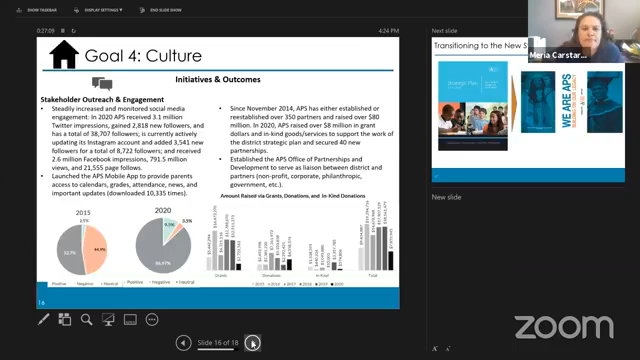 SHOW TASKBAR
DISPLAY SETTINGS
END SLIDE SHOW
0:27:09
4:24 PM
Goal 4: Culture
Initiatives & Outcomes
Stakeholder Outreach & Engagement
Steadily increased and monitored social media
engagement: In 2020 APS received 3.1 million
Twitter impressions, gained 2,818 new followers, and
has a total of 38,707 followers; is currently actively
updating its Instagram account and added 3,541 new
followers for a total of 8,722 followers; and received
2.6 million Facebook impressions, 791.5 million
views, and 21,555 page follows.
Launched the APS Mobile App to provide parents
access to calendars, grades, attendance, news, and
important updates (downloaded 10,335 times).
Since November 2014, APS has either established or
reestablished over 350 partners and raised over $80
million. In 2020, APS raised over $8 million in grant
dollars and in-kind goods/services to support the work of
the district strategic plan and secured 40 new
partnerships.
Established the APS Office of Partnerships and
Development to serve as liaison between district and
partners (non-profit, corporate, philanthropic,
government, etc.).
2015
2020
Positive Negative Neutral
Positive Negative Neutral
Amount Raised via Grants, Donations, and In-Kind Donations
Grants Donations In-Kind Total
2015 2016 2017 2018 2019 2020
16
Slide 16 of 18
Next slide
Transitioning to the New S
Strategic Plan
WE ARE APS
Meria Carstar...
New slide
zoom